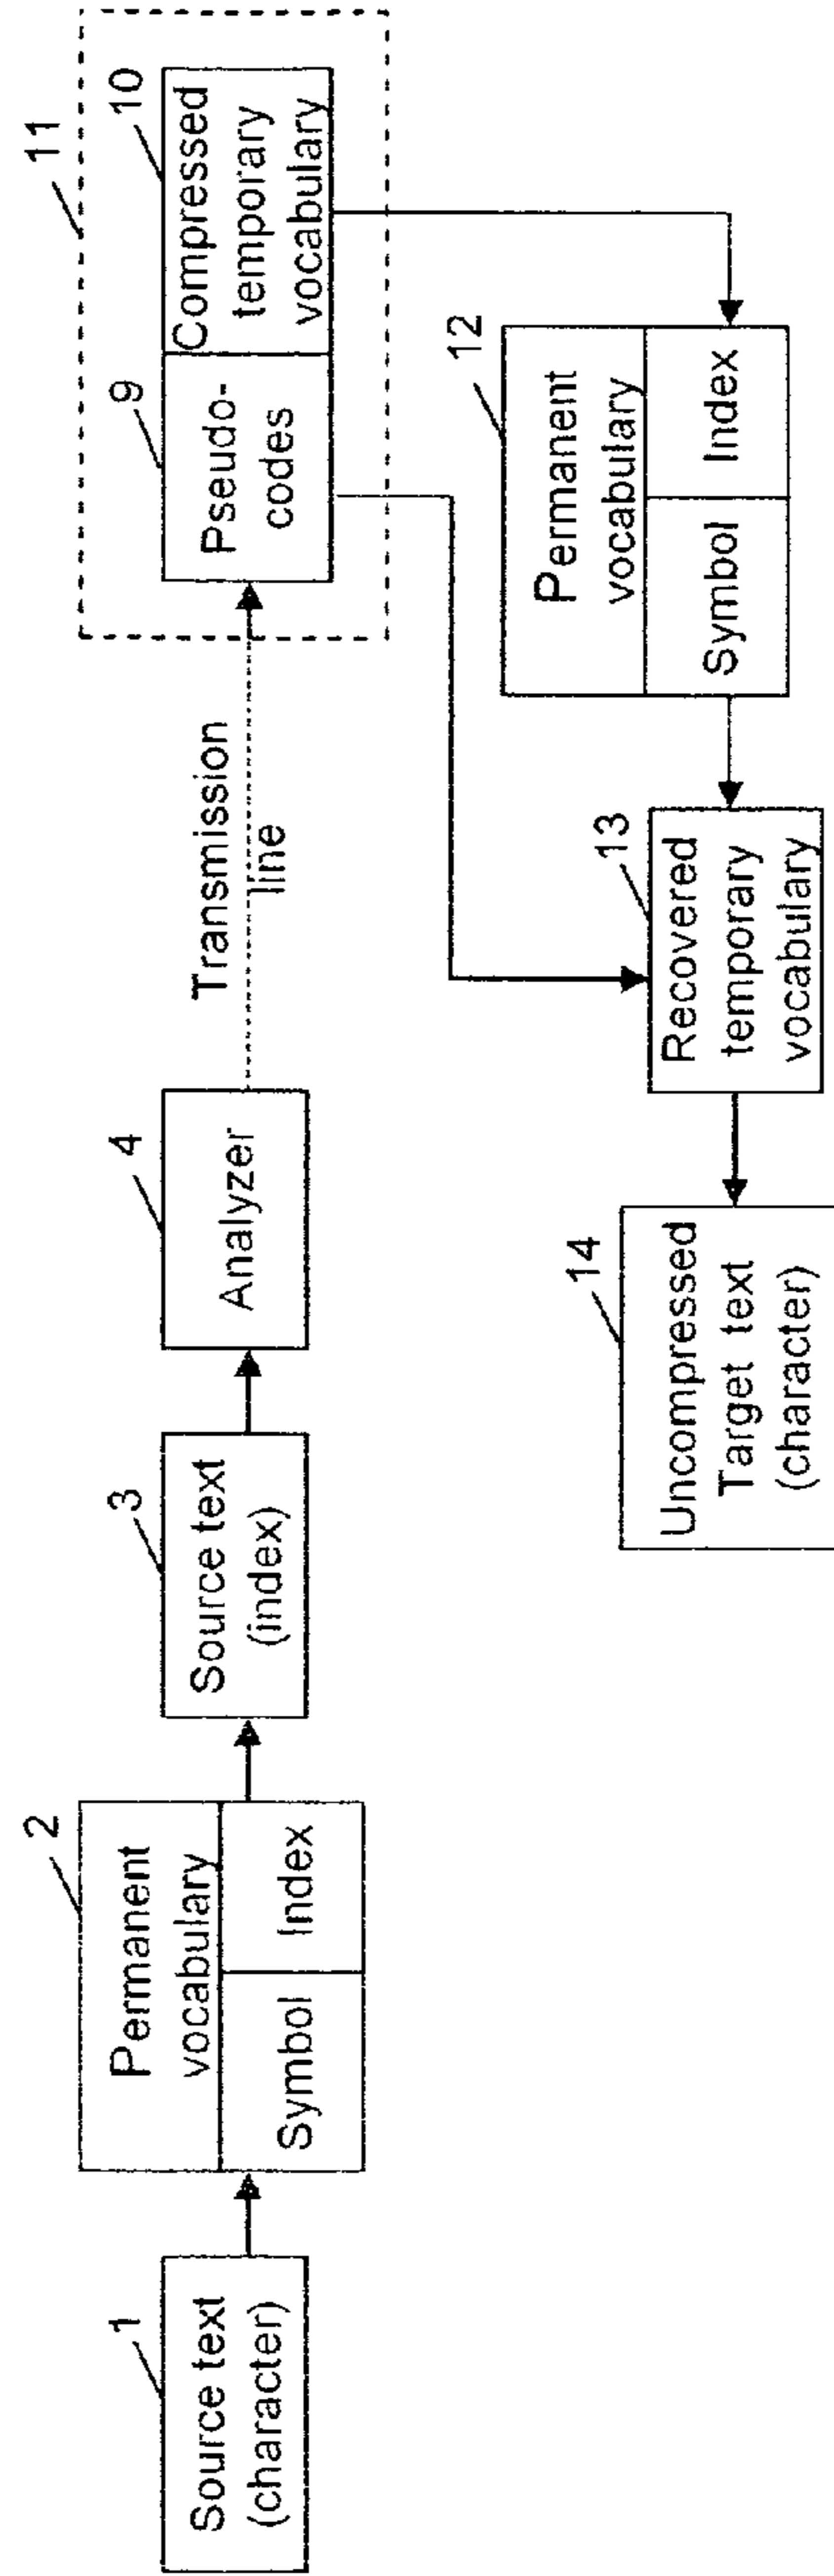 1
Source text
(character)
2
Permanent
vocabulary
Symbol
Index
3
Source text
(index)
4
Analyzer
Transmission
line
11
9
Pseudo-
codes
10
Compressed
temporary
vocabulary
12
Permanent
vocabulary
Symbol
Index
13
Recovered
temporary
vocabulary
14
Uncompressed
Target text
(character)